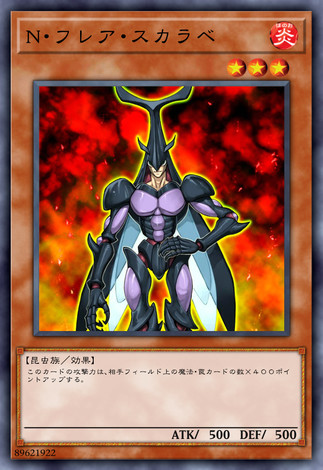 N・フレア・スカラベ
炎
【昆虫族／効果】
このカードの攻撃力は、相手フィールド上の魔法・罠カードの数×４００ポイ
ントアップする。
ATK/ 500 DEF/ 500
89621922